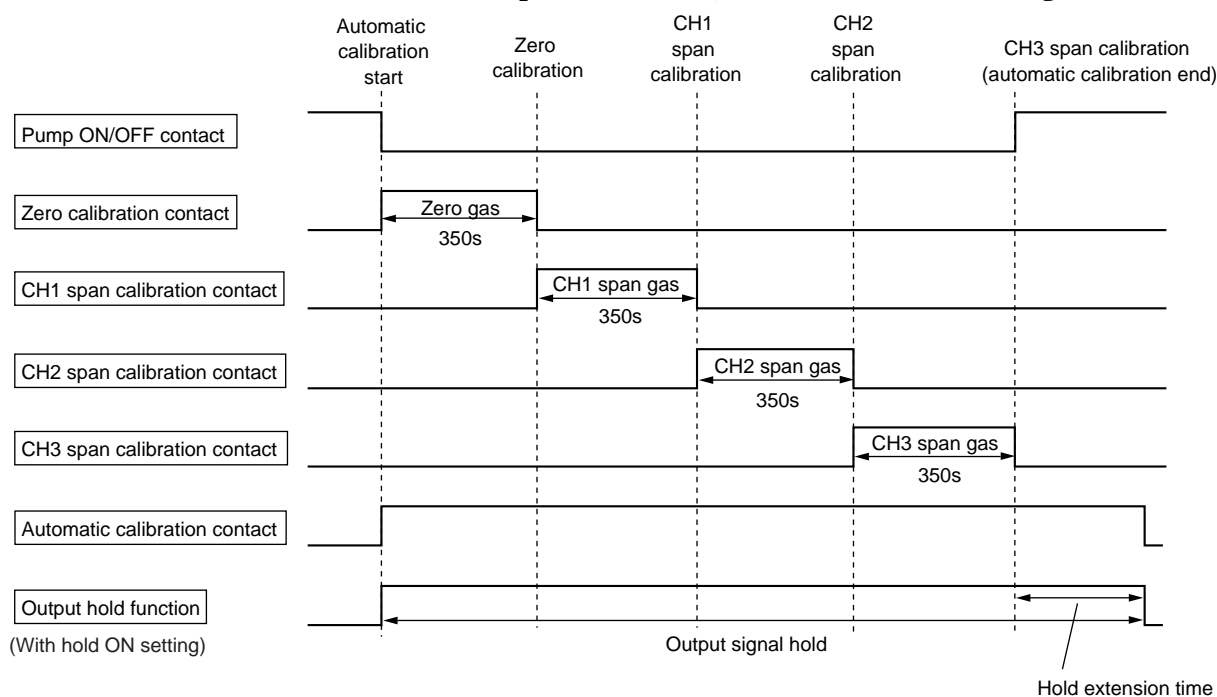 Automatic
calibration
start
Zero
calibration
CH1
span
calibration
CH2
span
calibration
CH3 span calibration
(automatic calibration end)
Pump ON/OFF contact
Zero calibration contact
Zero gas
350s
CH1 span calibration contact
CH1 span gas
350s
CH2 span calibration contact
CH2 span gas
350s
CH3 span calibration contact
CH3 span gas
350s
Automatic calibration contact
Output hold function
(With hold ON setting)
Output signal hold
Hold extension time